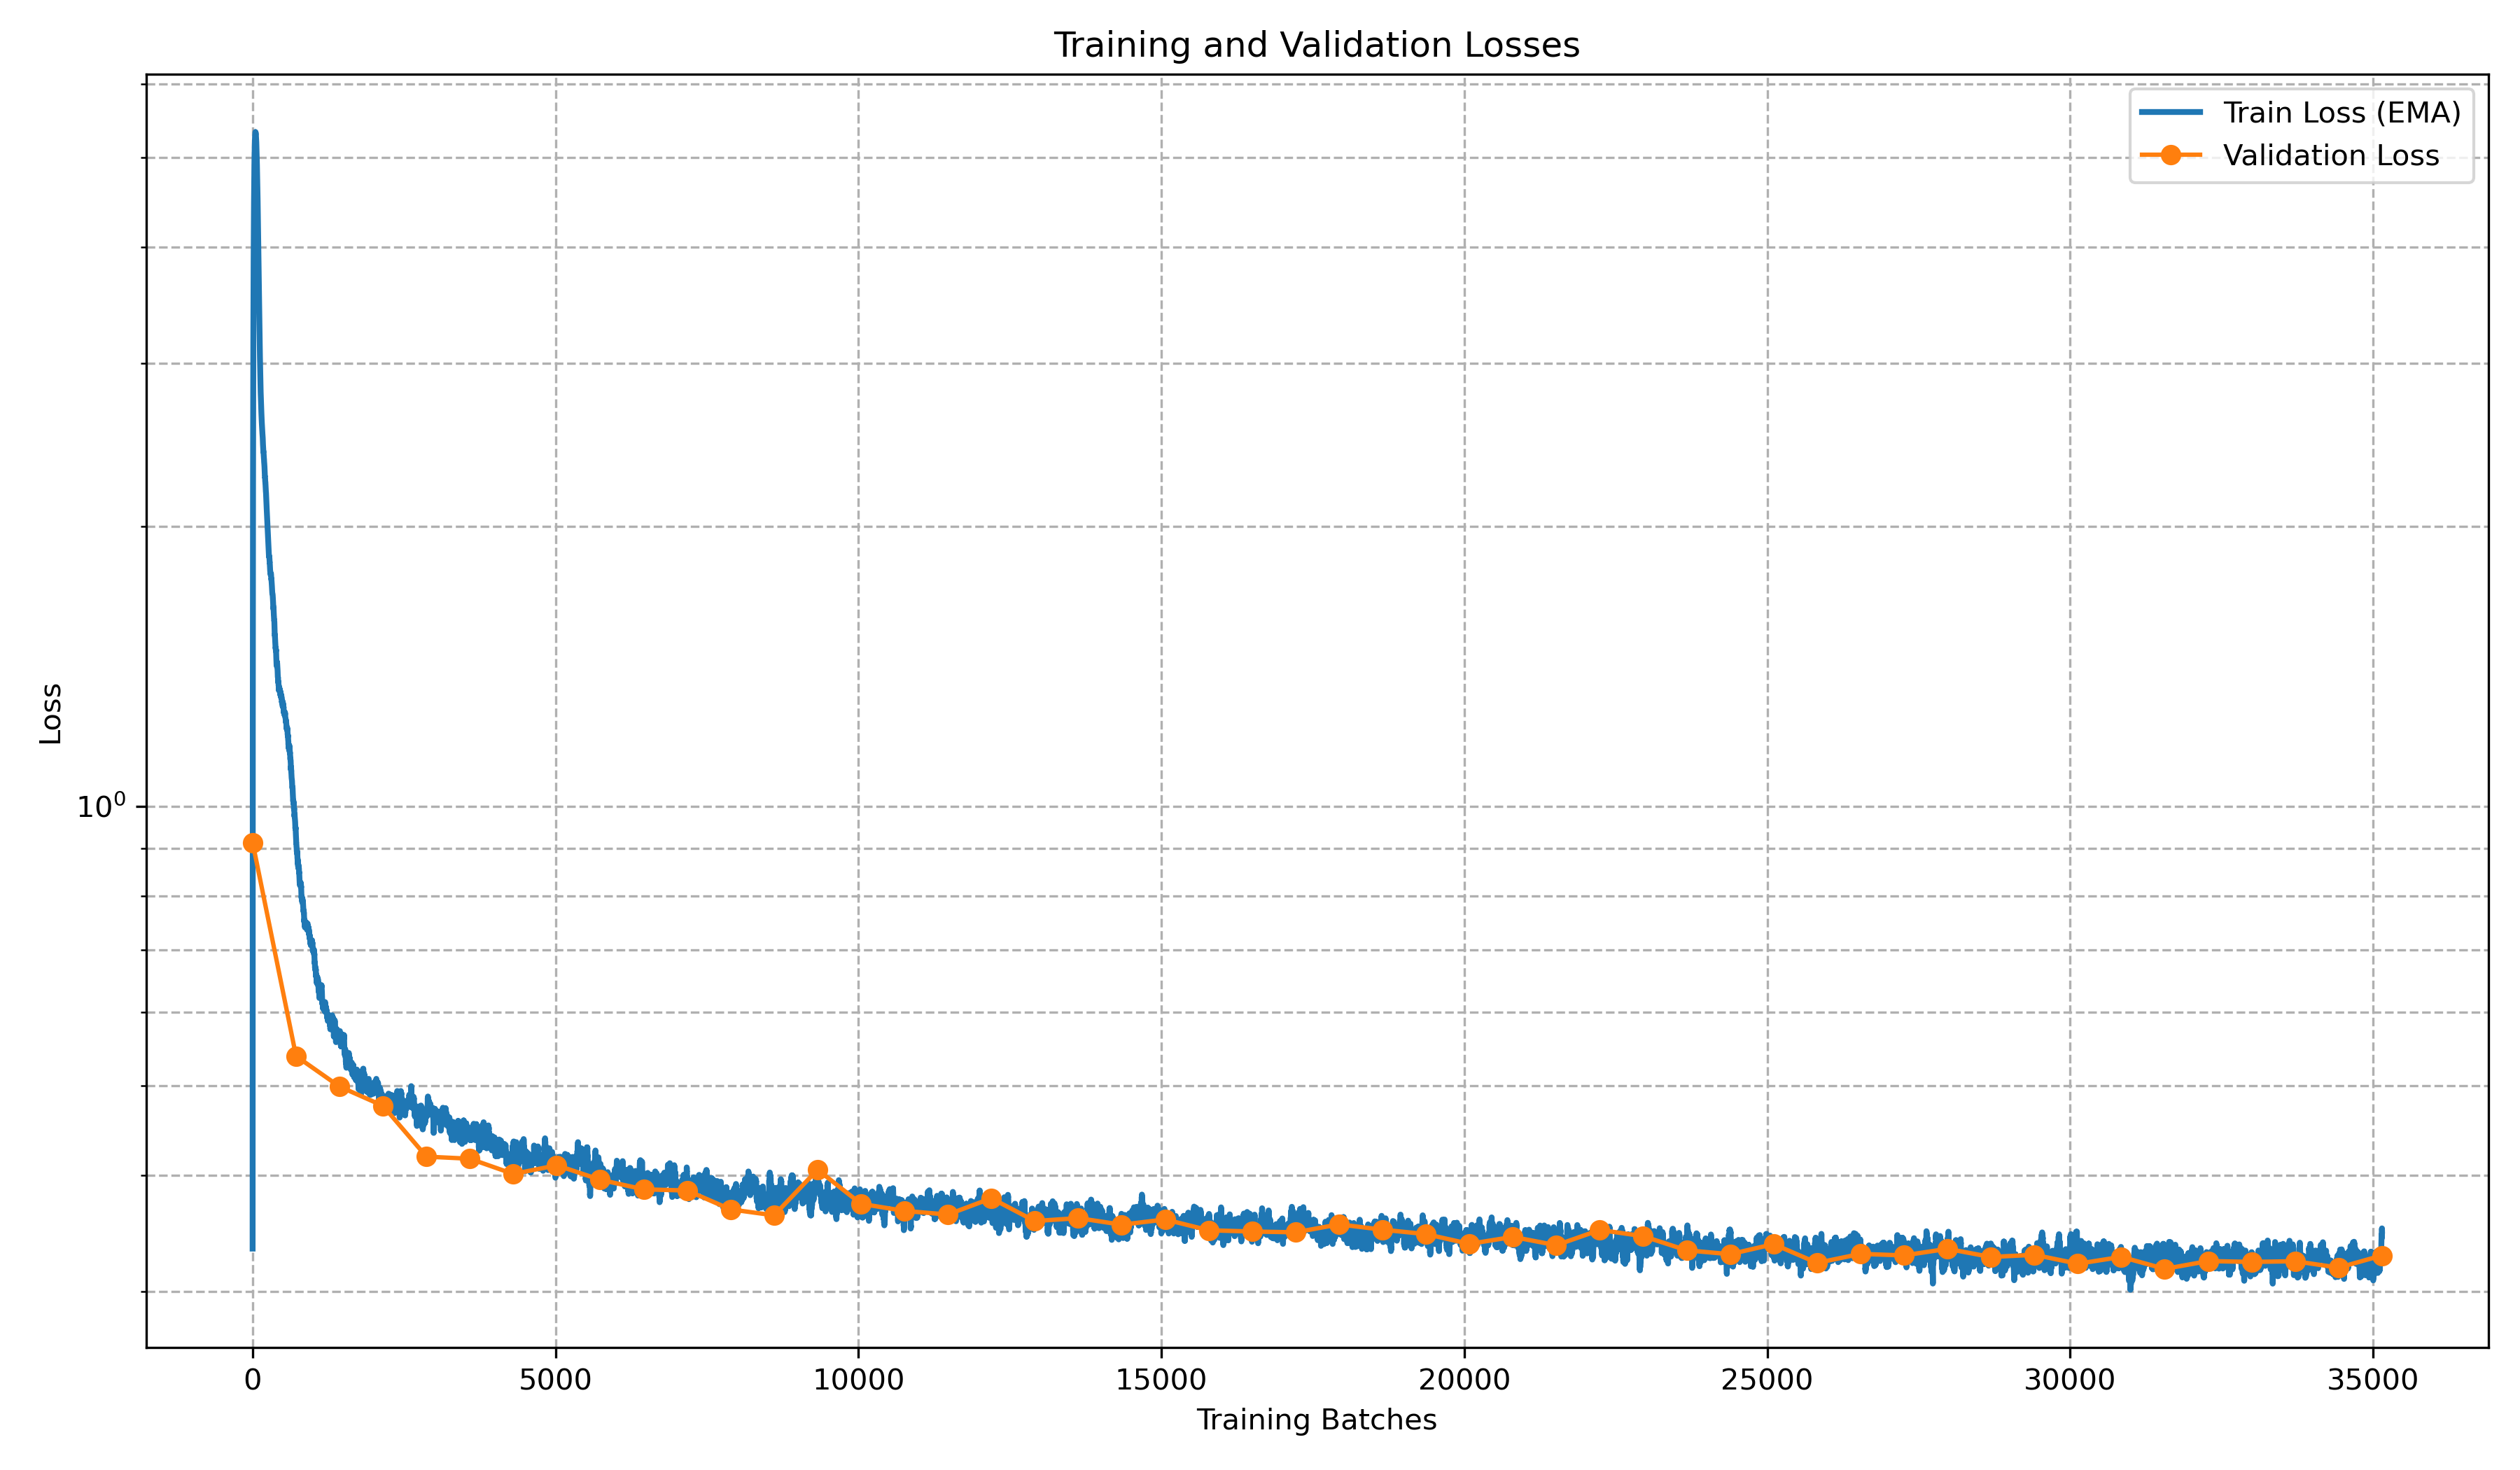 Training and Validation Losses
Train Loss (EMA)
Validation Loss
Loss
10⁰
0 5000 10000 15000 20000 25000 30000 35000
Training Batches